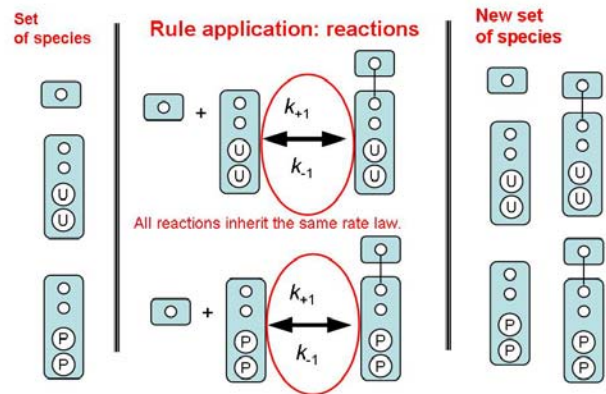 Set
of species
Rule application: reactions
New set
of species
+
k+1
k-1
U
U
U
U
U
U
U
U
U
U
All reactions inherit the same rate law.
+
k+1
k-1
P
P
P
P
P
P
P
P
P
P